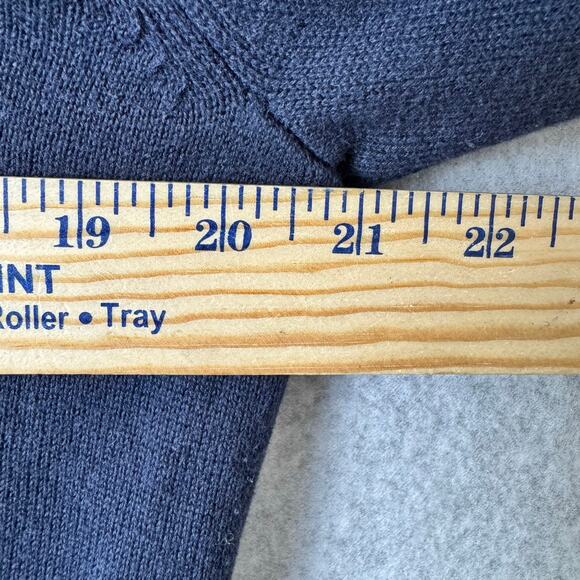 19 20 21 22
INT
Roller • Tray